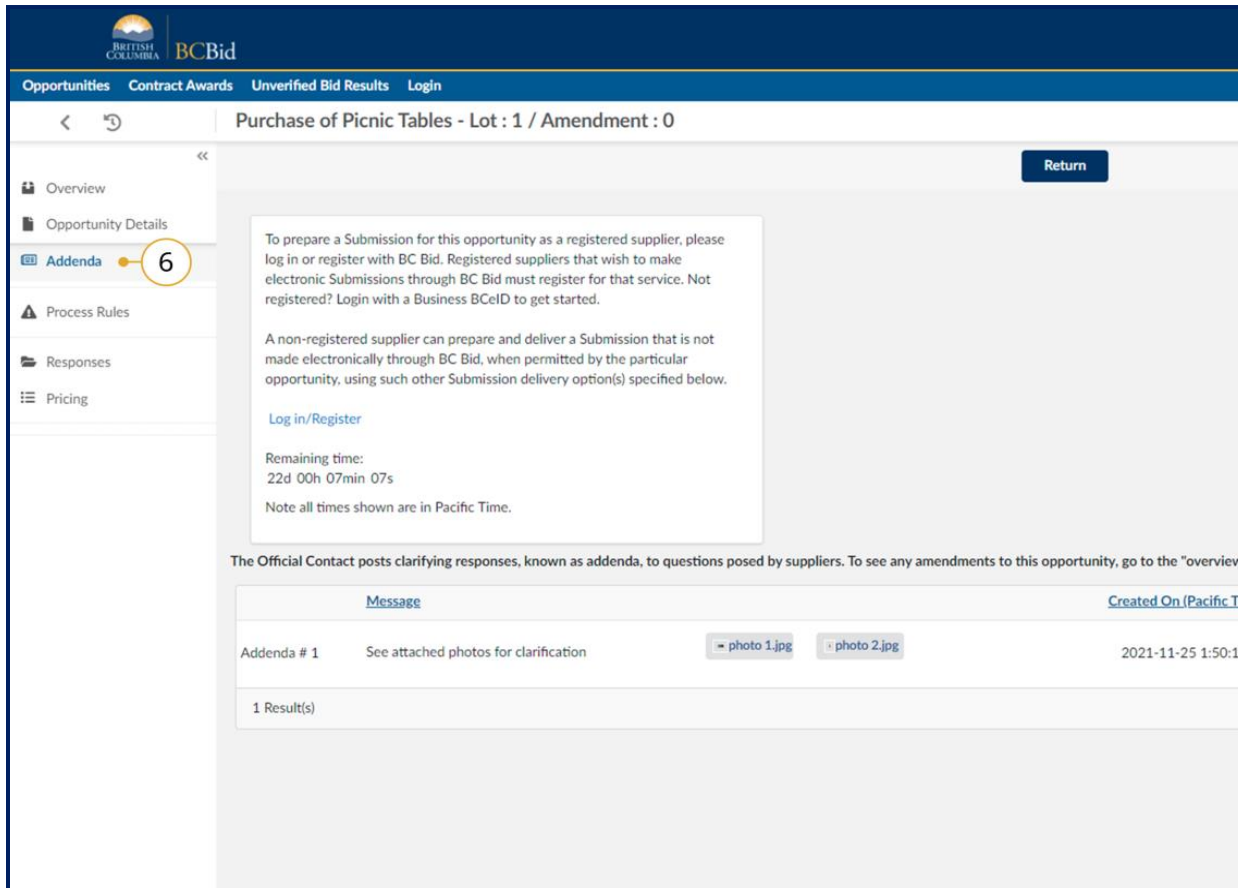 BRITISH
COLUMBIA
BCBid
Opportunities Contract Awards Unverified Bid Results Login
Purchase of Picnic Tables - Lot : 1 / Amendment : 0
Return
Overview
Opportunity Details
Addenda
6
Process Rules
Responses
Pricing
To prepare a Submission for this opportunity as a registered supplier, please
log in or register with BC Bid. Registered suppliers that wish to make
electronic Submissions through BC Bid must register for that service. Not
registered? Login with a Business BCeID to get started.
A non-registered supplier can prepare and deliver a Submission that is not
made electronically through BC Bid, when permitted by the particular
opportunity, using such other Submission delivery option(s) specified below.
Log in/Register
Remaining time:
22d 00h 07min 07s
Note all times shown are in Pacific Time.
The Official Contact posts clarifying responses, known as addenda, to questions posed by suppliers. To see any amendments to this opportunity, go to the "overview
Message Created On (Pacific T
Addenda # 1 See attached photos for clarification photo 1.jpg photo 2.jpg 2021-11-25 1:50:1
1 Result(s)